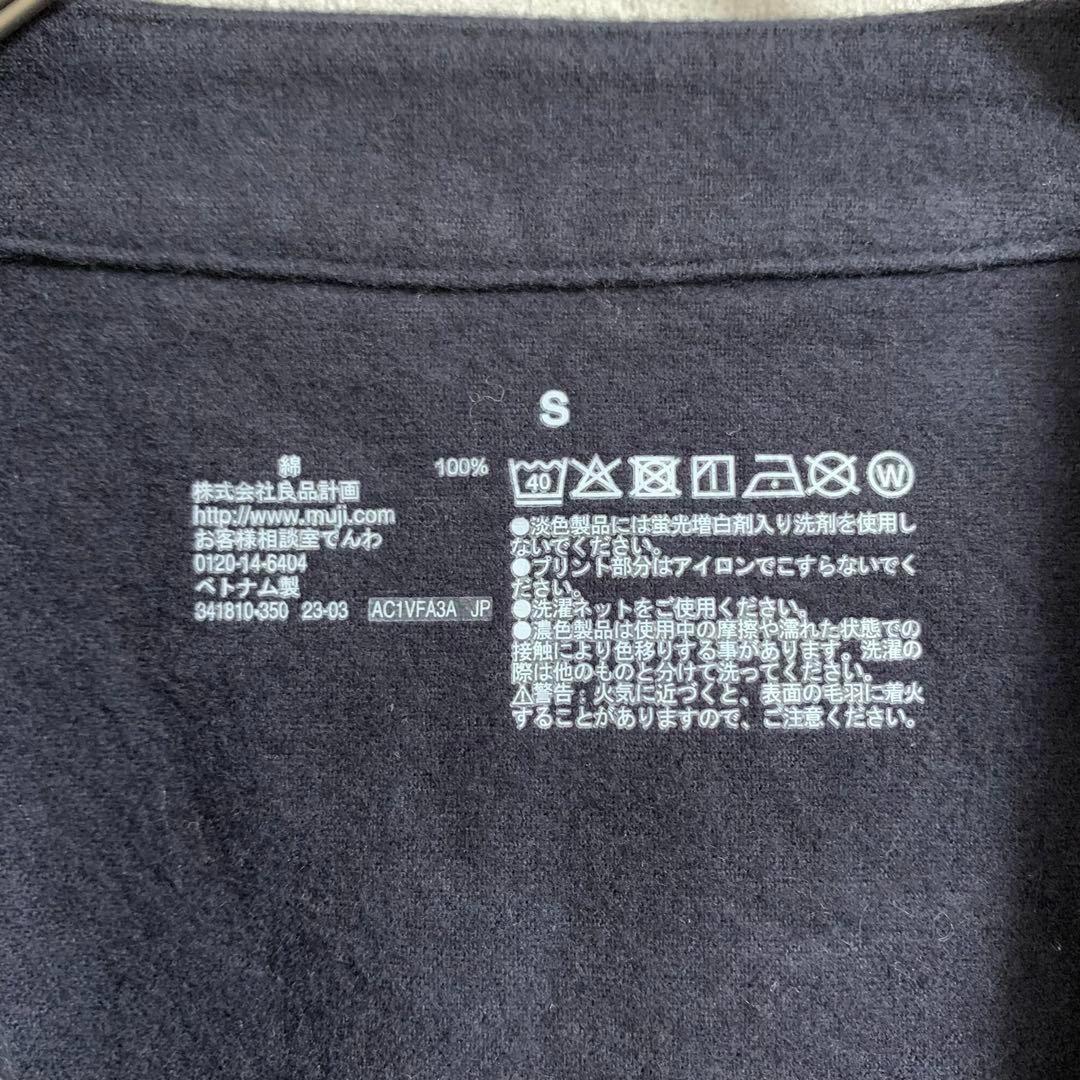 S
綿 100%
株式会社良品計画
http://www.muji.com
お客様相談室でんわ
0120-14-6404
ベトナム製
341810-350 23-03 AC1VFA3A JP
40
W
●淡色製品には蛍光増白剤入り洗剤を使用し
ないでください。
●プリント部分はアイロンでこすらないでく
ださい。
●洗濯ネットをご使用ください。
●濃色製品は使用中の摩擦や濡れた状態での
接触により色移りする事があります。洗濯の
際は他のものと分けて洗ってください。
⚠警告：火気に近づくと、表面の毛羽に着火
することがありますので、ご注意ください。